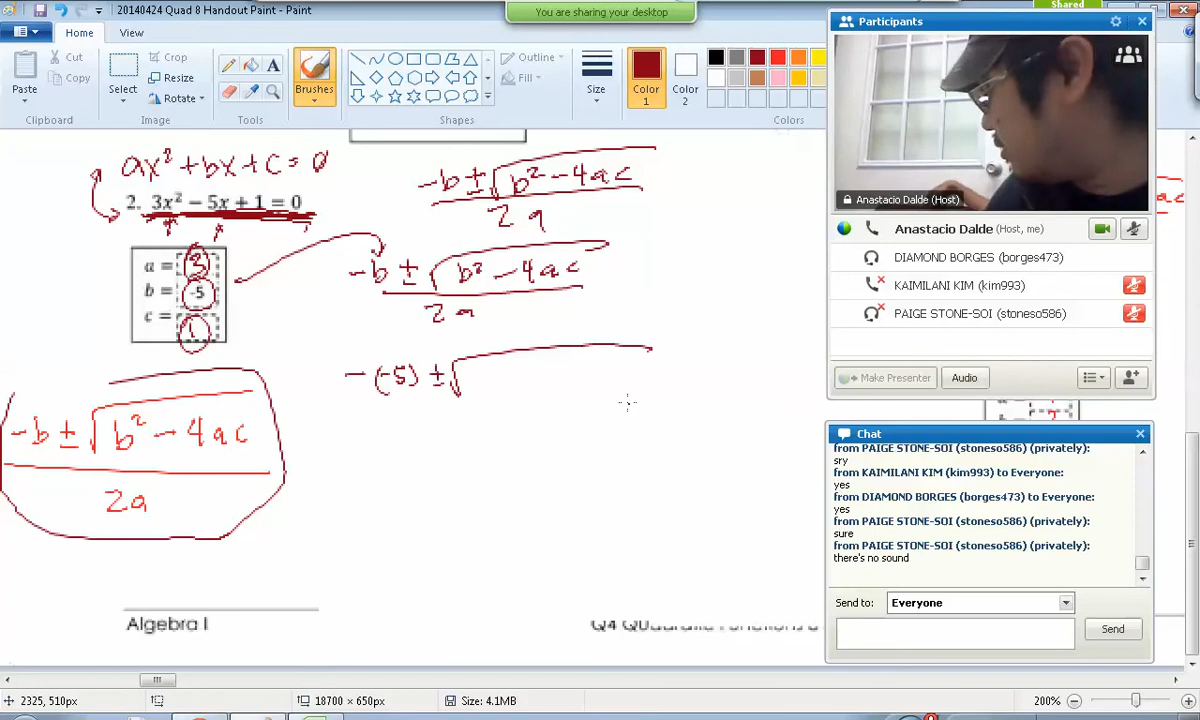 20140424 Quad 8 Handout Paint - Paint
You are sharing your desktop
Shared
Home
View
Paste
Cut
Copy
Clipboard
Select
Crop
Resize
Rotate
Image
A
Tools
Brushes
Outline
Fill
Shapes
Size
Color 1
Color 2
Colors
ax² + bx + c = 0
2. 3x² − 5x + 1 = 0
a = 3
b = -5
c = 1
-b ± √b² − 4ac
2a
-b ± √b² − 4ac
2a
-(-5) ± √
-b ± √b² − 4ac
2a
Algebra I
Participants
Anastacio Dalde (Host)
Anastacio Dalde (Host, me)
DIAMOND BORGES (borges473)
KAIMILANI KIM (kim993)
PAIGE STONE-SOI (stoneso586)
Make Presenter
Audio
Chat
from PAIGE STONE-SOI (stoneso586) (privately):
sry
from KAIMILANI KIM (kim993) to Everyone:
yes
from DIAMOND BORGES (borges473) to Everyone:
yes
from PAIGE STONE-SOI (stoneso586) (privately):
sure
from PAIGE STONE-SOI (stoneso586) (privately):
there's no sound
Send to: Everyone
Send
2325, 510px
18700 × 650px
Size: 4.1MB
200%